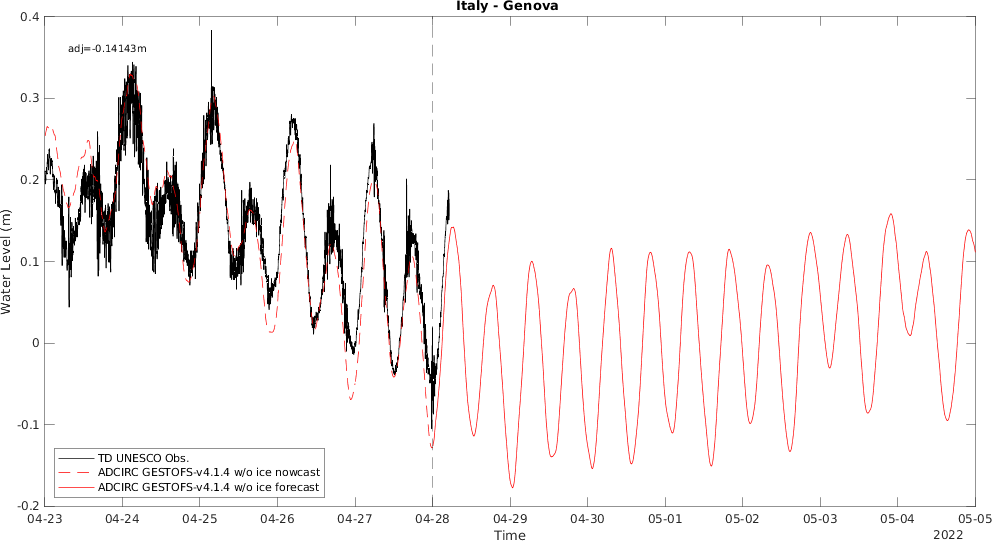 Italy - Genova
adj=-0.14143m
0.4
0.3
0.2
0.1
0
-0.1
-0.2
Water Level (m)
TD UNESCO Obs.
ADCIRC GESTOFS-v4.1.4 w/o ice nowcast
ADCIRC GESTOFS-v4.1.4 w/o ice forecast
04-23 04-24 04-25 04-26 04-27 04-28 04-29 04-30 05-01 05-02 05-03 05-04 05-05
Time
2022